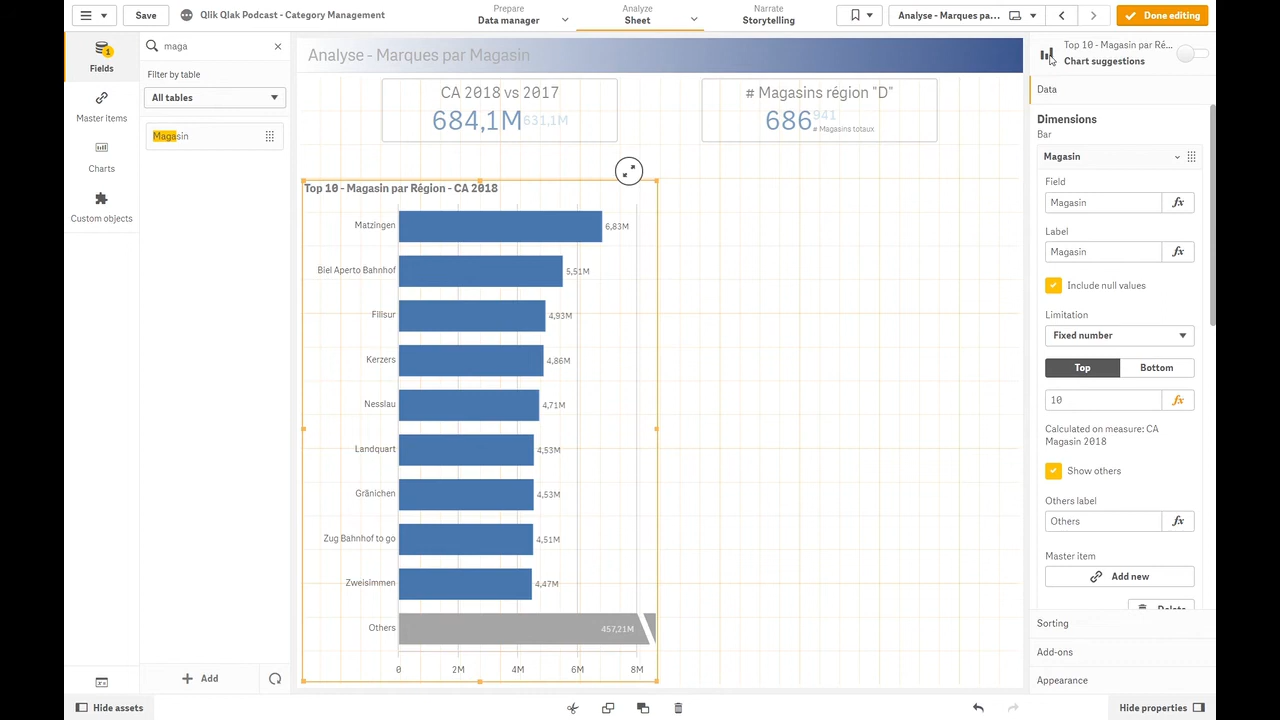 Save
Qlik Qlak Podcast - Category Management
Prepare
Data manager
Analyze
Sheet
Narrate
Storytelling
Analyse - Marques pa...
Done editing
Fields
1
Master items
Charts
Custom objects
maga
Filter by table
All tables
Magasin
Add
Hide assets
Analyse - Marques par Magasin
CA 2018 vs 2017
684,1M 631,1M
# Magasins région "D"
686 941
# Magasins totaux
Top 10 - Magasin par Région - CA 2018
Matzingen 6,83M
Biel Aperto Bahnhof 5,51M
Filisur 4,93M
Kerzers 4,86M
Nesslau 4,71M
Landquart 4,53M
Gränichen 4,53M
Zug Bahnhof to go 4,51M
Zweisimmen 4,47M
Others 457,21M
0 2M 4M 6M 8M
Top 10 - Magasin par Ré...
Chart suggestions
Data
Dimensions
Bar
Magasin
Field
Magasin
Label
Magasin
Include null values
Limitation
Fixed number
Top Bottom
10
Calculated on measure: CA
Magasin 2018
Show others
Others label
Others
Master item
Add new
Delete
Sorting
Add-ons
Appearance
Hide properties